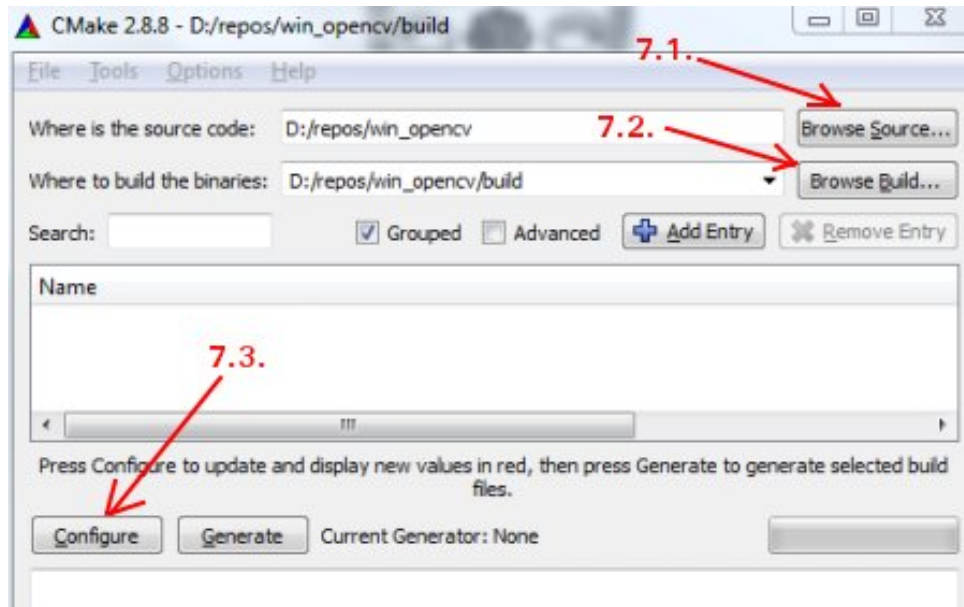 CMake 2.8.8 - D:/repos/win_opencv/build
7.1.
File Tools Options Help
Where is the source code: D:/repos/win_opencv 7.2. Browse Source...
Where to build the binaries: D:/repos/win_opencv/build Browse Build...
Search: Grouped Advanced Add Entry Remove Entry
Name
7.3.
Press Configure to update and display new values in red, then press Generate to generate selected build
files.
Configure Generate Current Generator: None